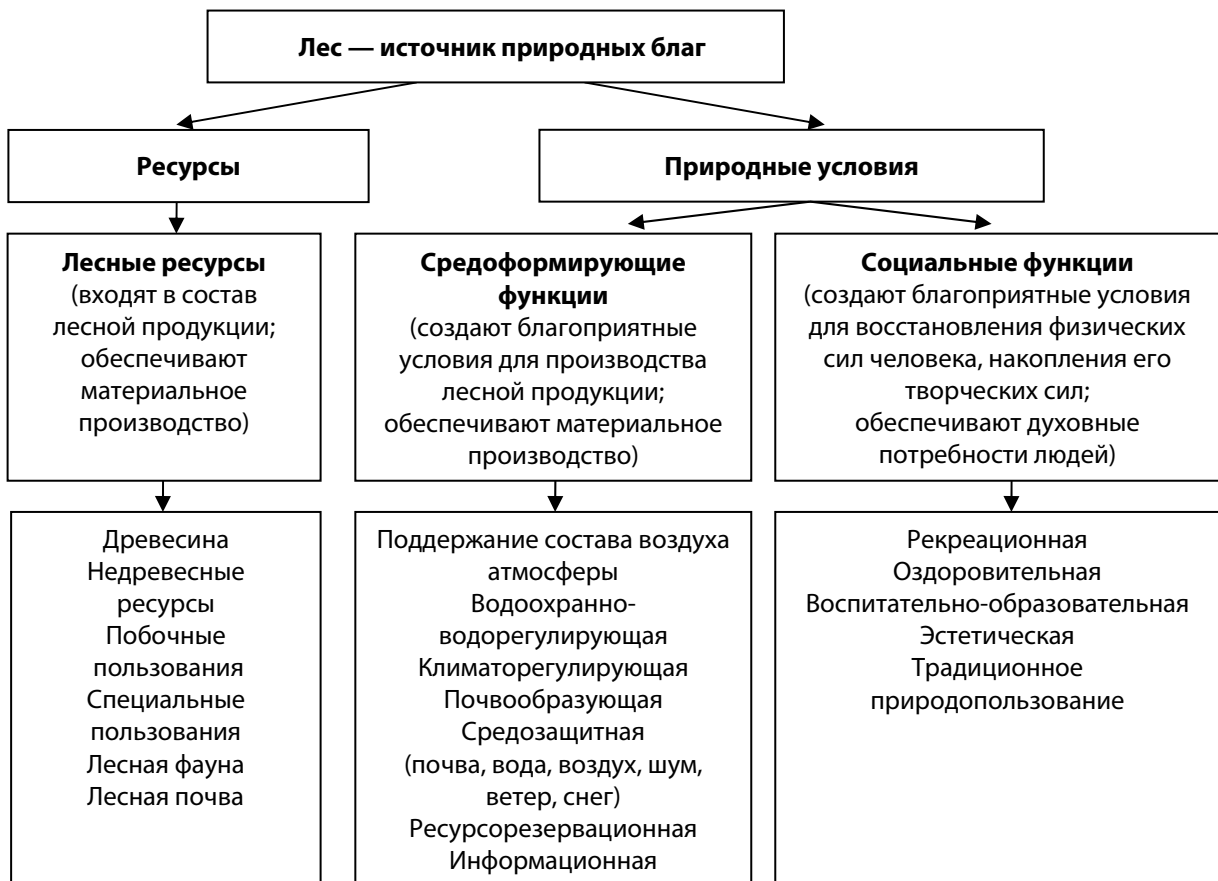 Лес — источник природных благ
Ресурсы
Природные условия
Лесные ресурсы
(входят в состав
лесной продукции;
обеспечивают
материальное
производство)
Средоформирующие
функции
(создают благоприятные
условия для производства
лесной продукции;
обеспечивают материальное
производство)
Социальные функции
(создают благоприятные условия
для восстановления физических
сил человека, накопления его
творческих сил;
обеспечивают духовные
потребности людей)
Древесина
Недревесные
ресурсы
Побочные
пользования
Специальные
пользования
Лесная фауна
Лесная почва
Поддержание состава воздуха
атмосферы
Водоохранно-
водорегулирующая
Климаторегулирующая
Почвообразующая
Средозащитная
(почва, вода, воздух, шум,
ветер, снег)
Ресурсорезервационная
Информационная
Рекреационная
Оздоровительная
Воспитательно-образовательная
Эстетическая
Традиционное
природопользование